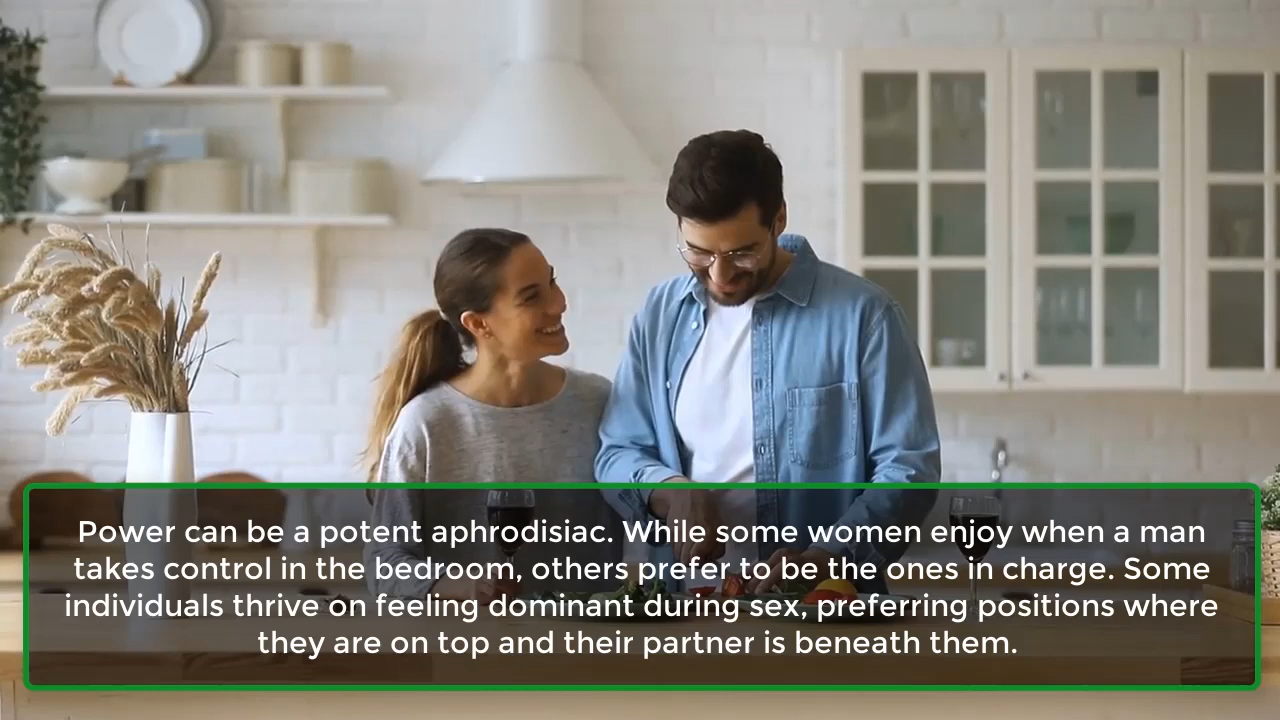 Power can be a potent aphrodisiac. While some women enjoy when a man
takes control in the bedroom, others prefer to be the ones in charge. Some
individuals thrive on feeling dominant during sex, preferring positions where
they are on top and their partner is beneath them.